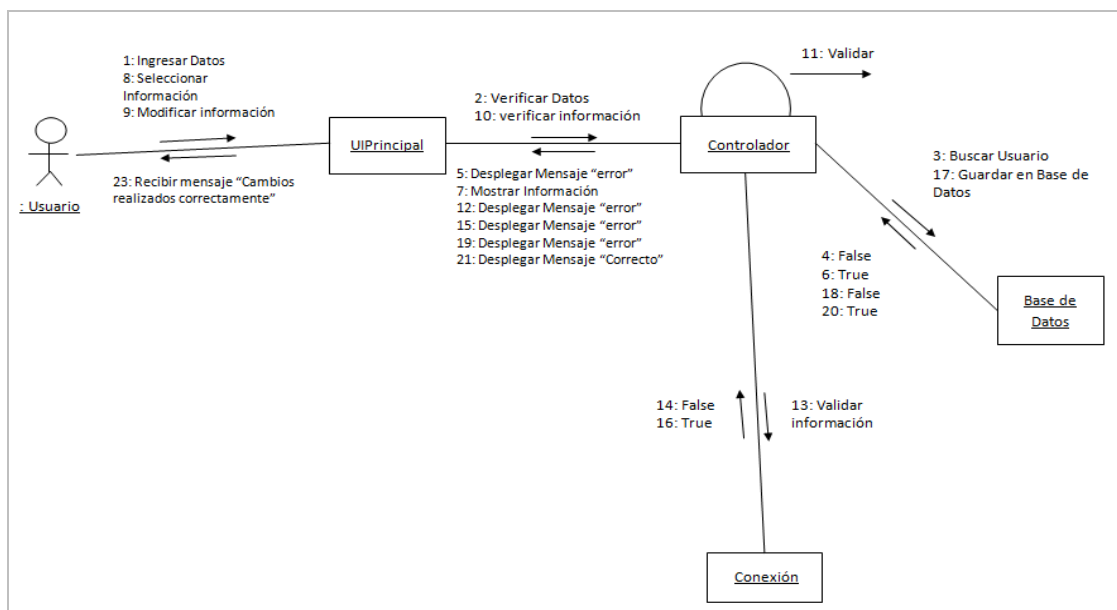 11: Validar
1: Ingresar Datos
8: Seleccionar
Información
9: Modificar información
2: Verificar Datos
10: verificar información
UIPrincipal
Controlador
3: Buscar Usuario
17: Guardar en Base de
Datos
5: Desplegar Mensaje “error”
7: Mostrar Información
12: Desplegar Mensaje “error”
15: Desplegar Mensaje “error”
19: Desplegar Mensaje “error”
21: Desplegar Mensaje “Correcto”
23: Recibir mensaje “Cambios
realizados correctamente”
: Usuario
4: False
6: True
18: False
20: True
Base de
Datos
14: False
16: True
13: Validar
información
Conexión